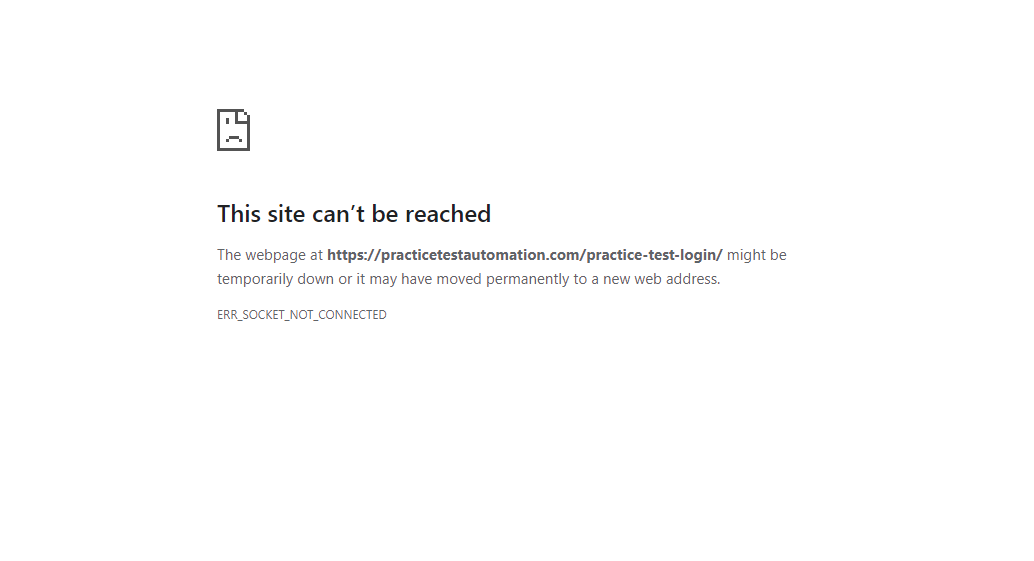 This site can’t be reached
The webpage at https://practicetestautomation.com/practice-test-login/ might be
temporarily down or it may have moved permanently to a new web address.
ERR_SOCKET_NOT_CONNECTED